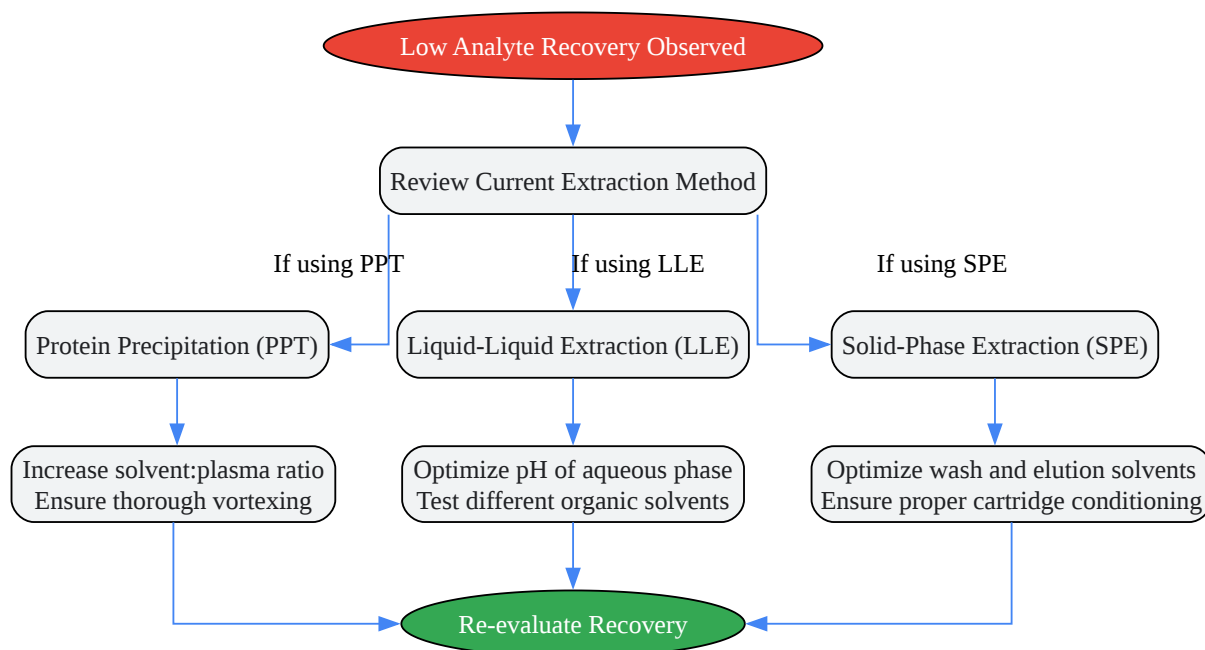 Low Analyte Recovery Observed
Review Current Extraction Method
If using PPT
If using LLE
If using SPE
Protein Precipitation (PPT)
Liquid-Liquid Extraction (LLE)
Solid-Phase Extraction (SPE)
Increase solvent:plasma ratio
Ensure thorough vortexing
Optimize pH of aqueous phase
Test different organic solvents
Optimize wash and elution solvents
Ensure proper cartridge conditioning
Re-evaluate Recovery